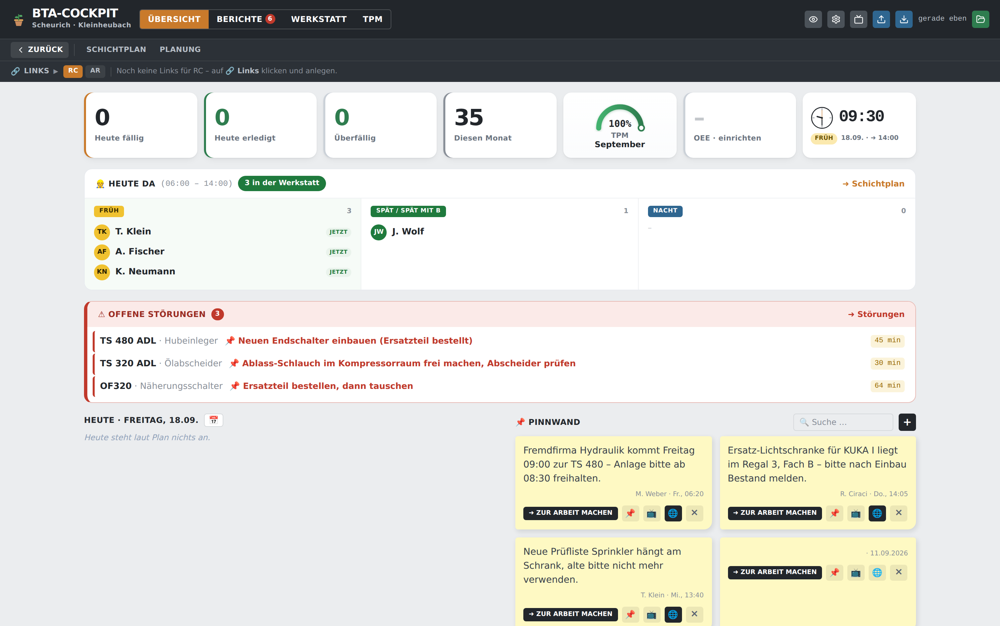 BTA-COCKPIT
Scheurich · Kleinheubach
ÜBERSICHT
BERICHTE 6
WERKSTATT
TPM
gerade eben
ZURÜCK
SCHICHTPLAN
PLANUNG
🔗 LINKS ▶ RC AR Noch keine Links für RC – auf 🔗 Links klicken und anlegen.
0
Heute fällig
0
Heute erledigt
0
Überfällig
35
Diesen Monat
100%
TPM
September
–
OEE · einrichten
09:30
FRÜH 18.09. · → 14:00
👷 HEUTE DA (06:00 – 14:00) 3 in der Werkstatt
→ Schichtplan
FRÜH 3
TK T. Klein JETZT
AF A. Fischer JETZT
KN K. Neumann JETZT
SPÄT / SPÄT MIT B 1
JW J. Wolf
NACHT 0
–
⚠ OFFENE STÖRUNGEN 3
→ Störungen
TS 480 ADL · Hubeinleger 📌 Neuen Endschalter einbauen (Ersatzteil bestellt) 45 min
TS 320 ADL · Ölabscheider 📌 Ablass-Schlauch im Kompressorraum frei machen, Abscheider prüfen 30 min
OF320 · Näherungsschalter 📌 Ersatzteil bestellen, dann tauschen 64 min
HEUTE · FREITAG, 18.09.
Heute steht laut Plan nichts an.
📌 PINNWAND
🔍 Suche …
+
Fremdfirma Hydraulik kommt Freitag
09:00 zur TS 480 – Anlage bitte ab
08:30 freihalten.
M. Weber · Fr., 06:20
→ ZUR ARBEIT MACHEN 📌 📺 🌐 ✕
Ersatz-Lichtschranke für KUKA I liegt
im Regal 3, Fach B – bitte nach Einbau
Bestand melden.
R. Ciraci · Do., 14:05
→ ZUR ARBEIT MACHEN 📌 📺 🌐 ✕
Neue Prüfliste Sprinkler hängt am
Schrank, alte bitte nicht mehr
verwenden.
T. Klein · Mi., 13:40
→ ZUR ARBEIT MACHEN 📌 📺 🌐 ✕
· 11.09.2026
→ ZUR ARBEIT MACHEN 📌 📺 🌐 ✕